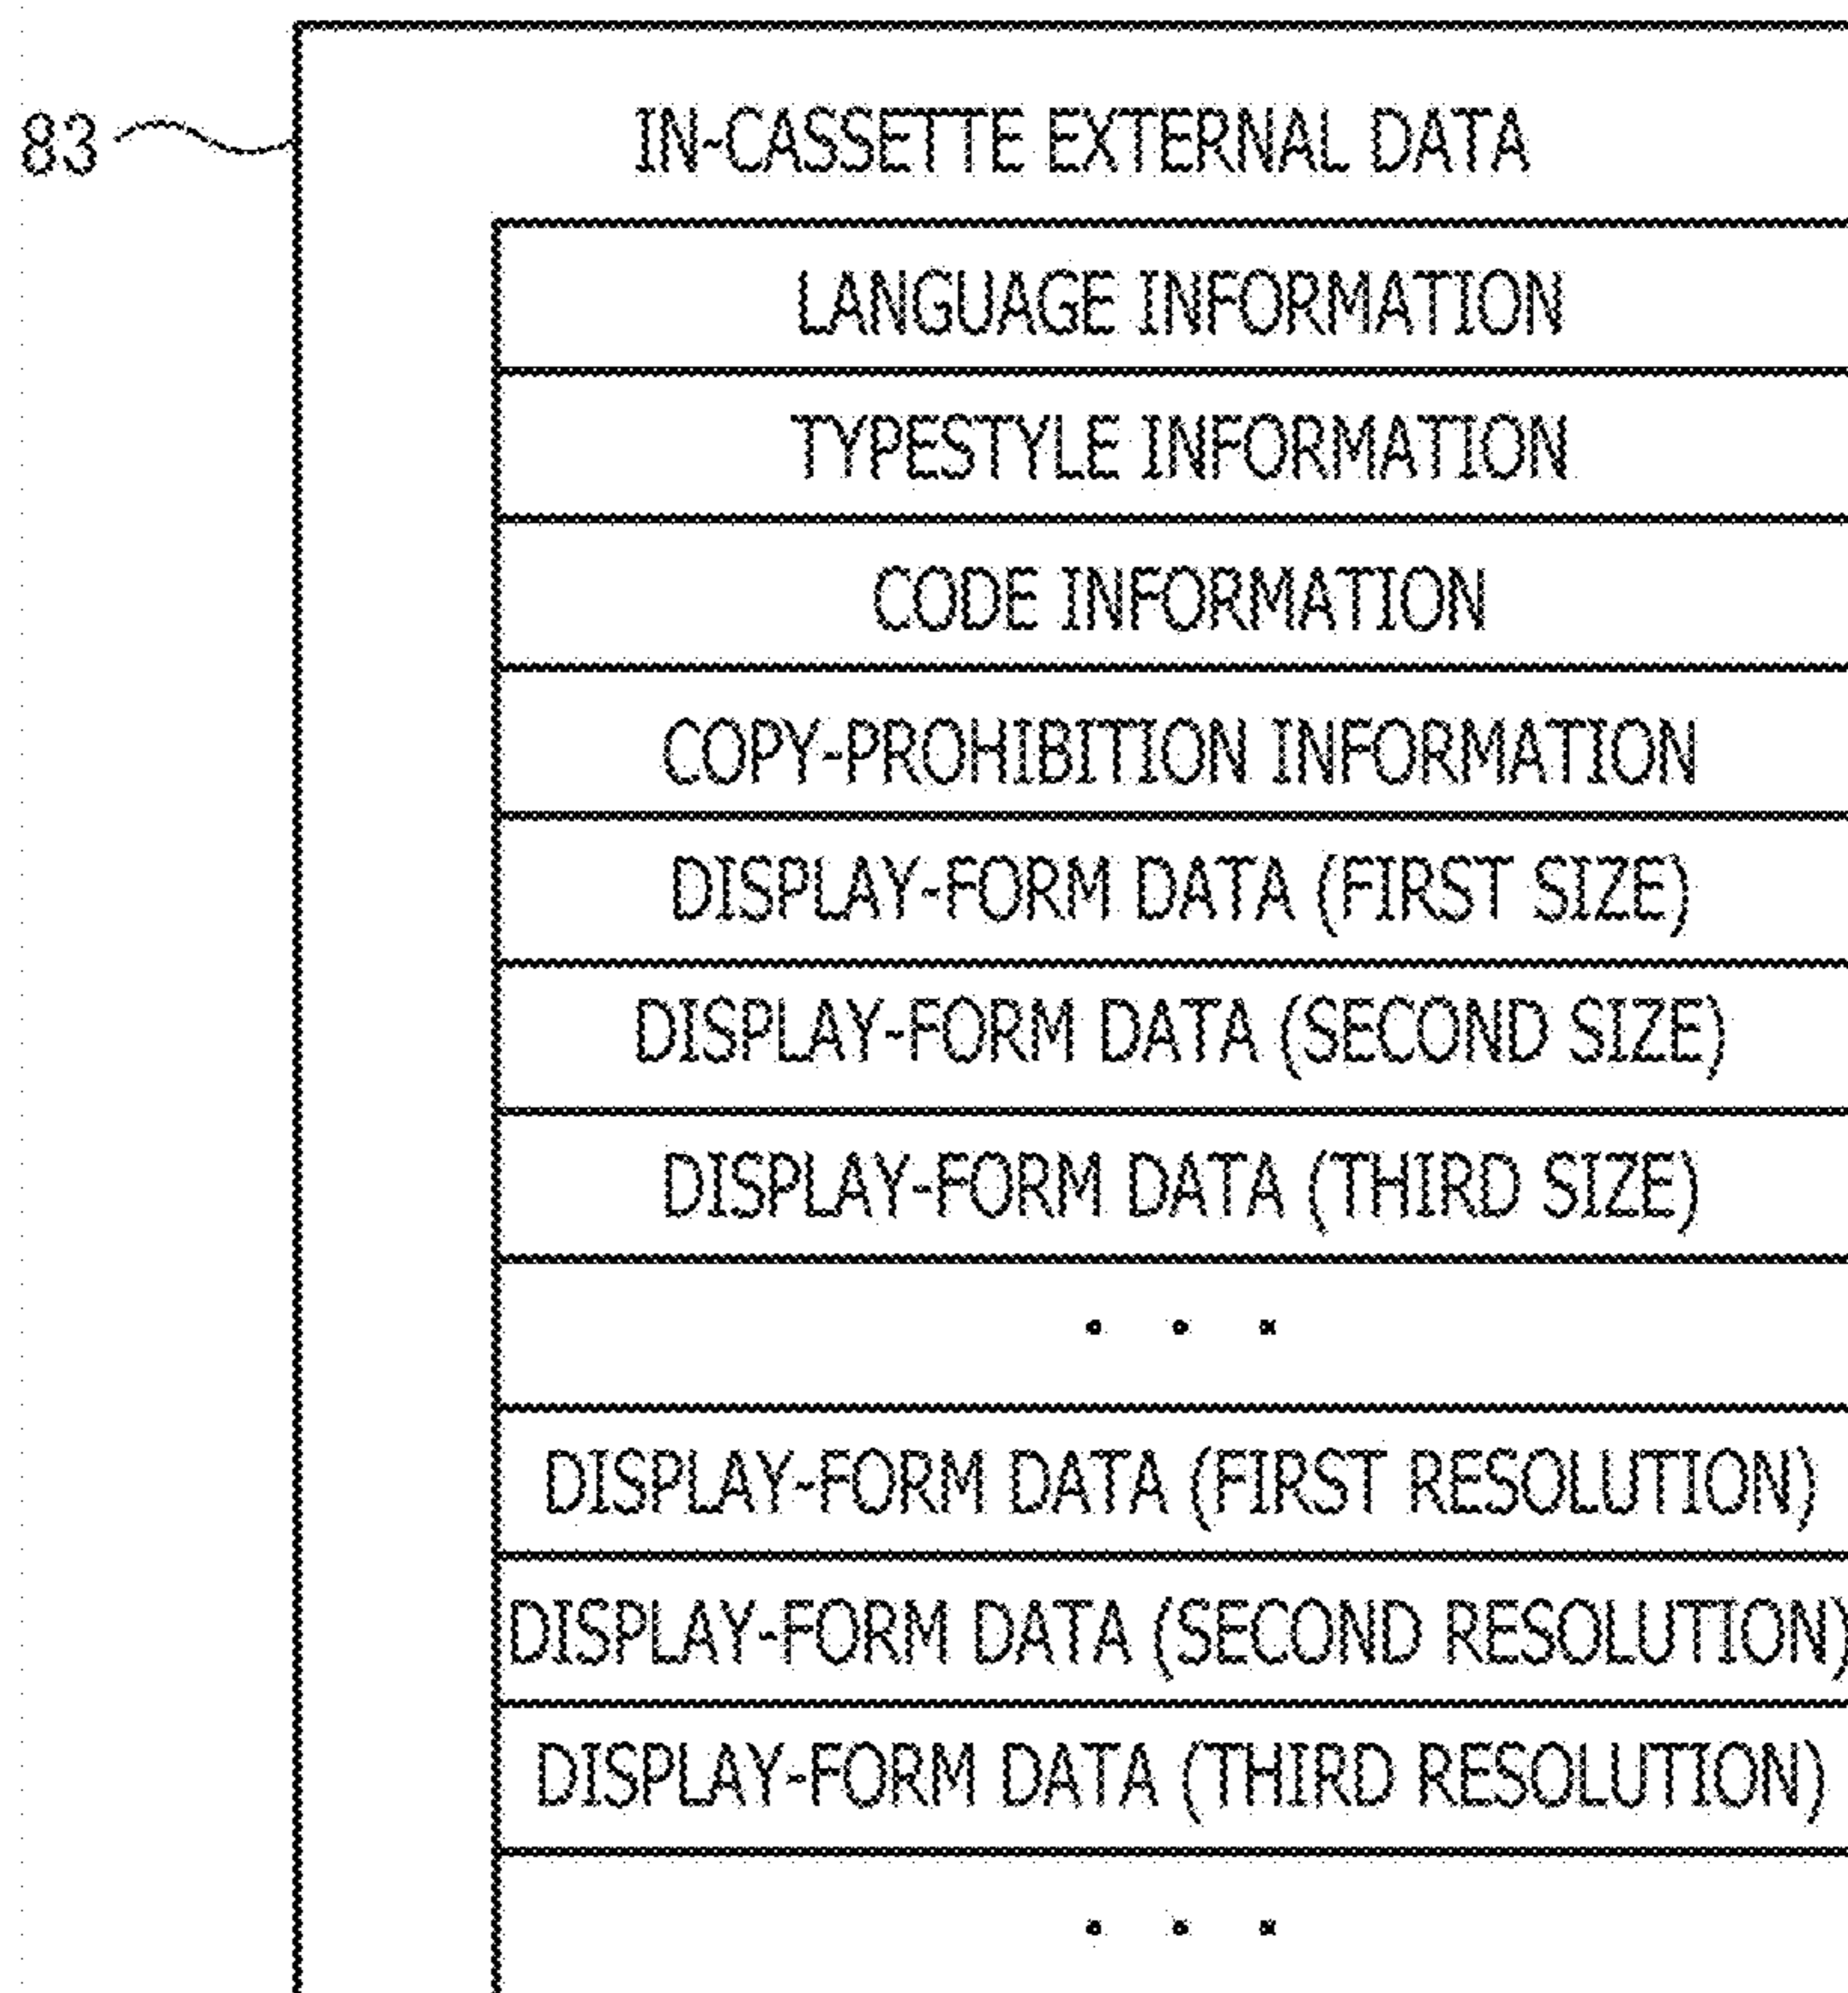 83
IN-CASSETTE EXTERNAL DATA
LANGUAGE INFORMATION
TYPESTYLE INFORMATION
CODE INFORMATION
COPY-PROHIBITION INFORMATION
DISPLAY-FORM DATA (FIRST SIZE)
DISPLAY-FORM DATA (SECOND SIZE)
DISPLAY-FORM DATA (THIRD SIZE)
. . .
DISPLAY-FORM DATA (FIRST RESOLUTION)
DISPLAY-FORM DATA (SECOND RESOLUTION)
DISPLAY-FORM DATA (THIRD RESOLUTION)
. . .